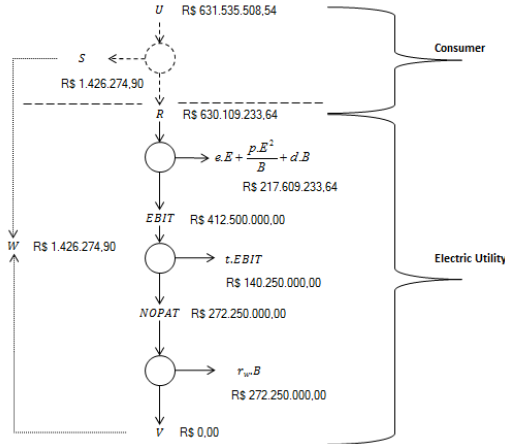 U R$ 631.535.508,54
Consumer
S
R$ 1.426.274,90
R R$ 630.109.233,64
e.E + p.E²/B + d.B
R$ 217.609.233,64
EBIT R$ 412.500.000,00
W R$ 1.426.274,90
t.EBIT
Electric Utility
R$ 140.250.000,00
NOPAT R$ 272.250.000,00
r_w.B
R$ 272.250.000,00
V R$ 0,00